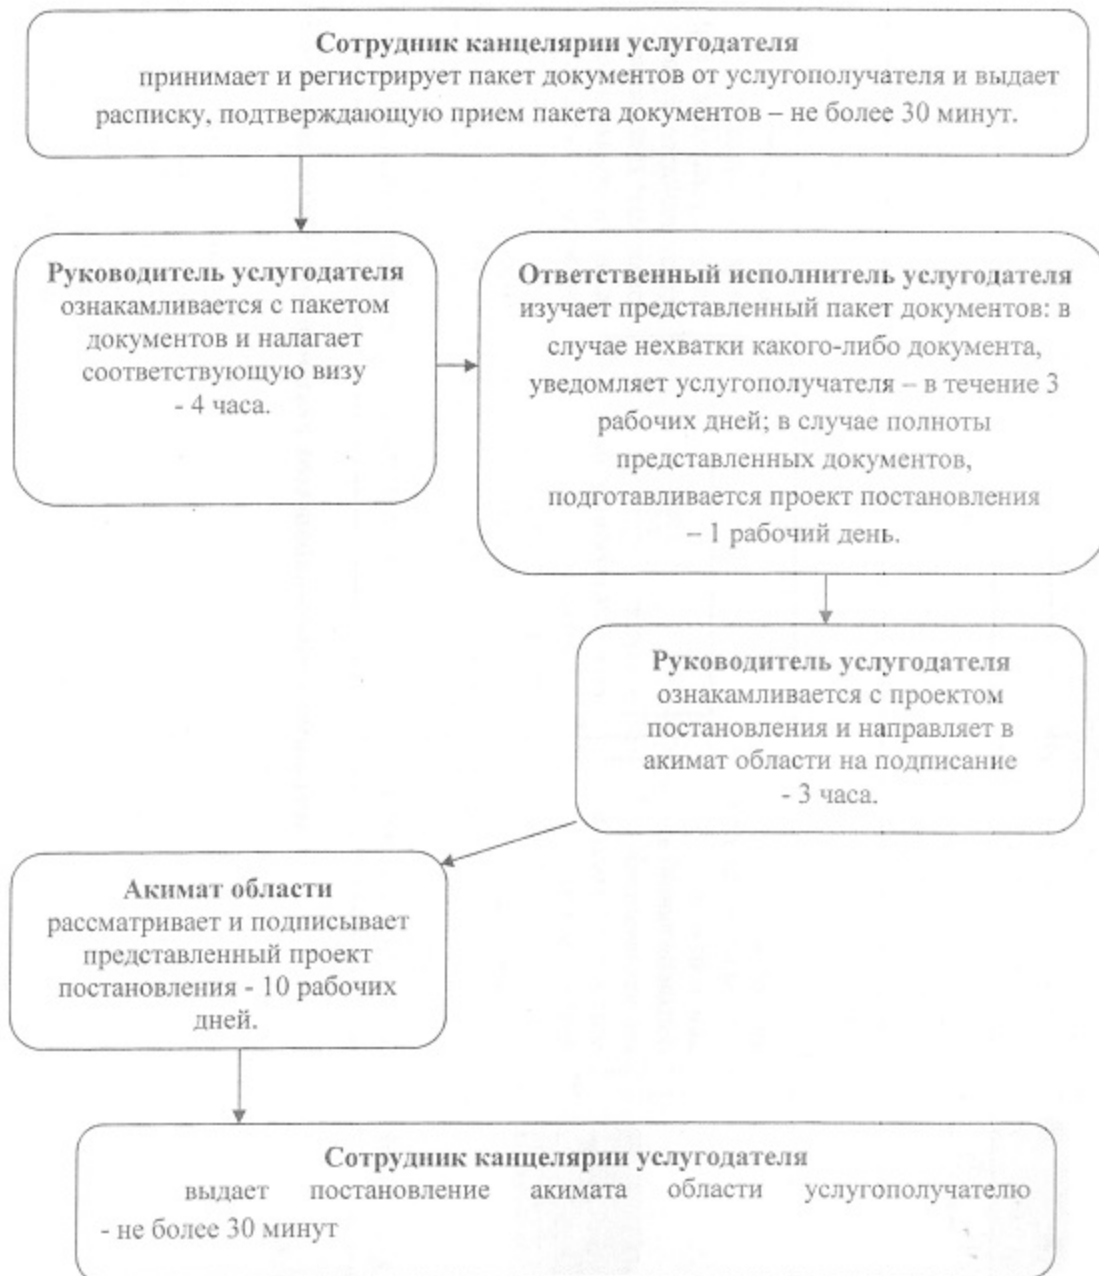 Сотрудник канцелярии услугодателя
принимает и регистрирует пакет документов от услугополучателя и выдает
расписку, подтверждающую прием пакета документов – не более 30 минут.
Руководитель услугодателя
ознакамливается с пакетом
документов и налагает
соответствующую визу
- 4 часа.
Ответственный исполнитель услугодателя
изучает представленный пакет документов: в
случае нехватки какого-либо документа,
уведомляет услугополучателя – в течение 3
рабочих дней; в случае полноты
представленных документов,
подготавливается проект постановления
– 1 рабочий день.
Руководитель услугодателя
ознакамливается с проектом
постановления и направляет в
акимат области на подписание
- 3 часа.
Акимат области
рассматривает и подписывает
представленный проект
постановления - 10 рабочих
дней.
Сотрудник канцелярии услугодателя
выдает постановление акимата области услугополучателю
- не более 30 минут